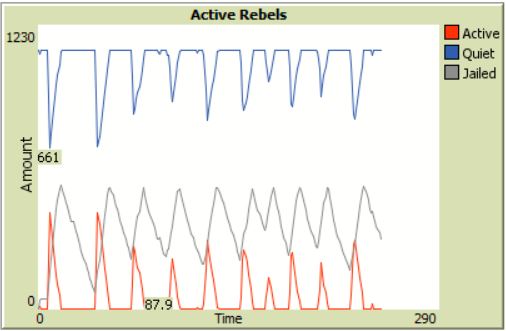 Active Rebels
1230
Active
Quiet
Jailed
661
Amount
0
87.9
0
Time
290